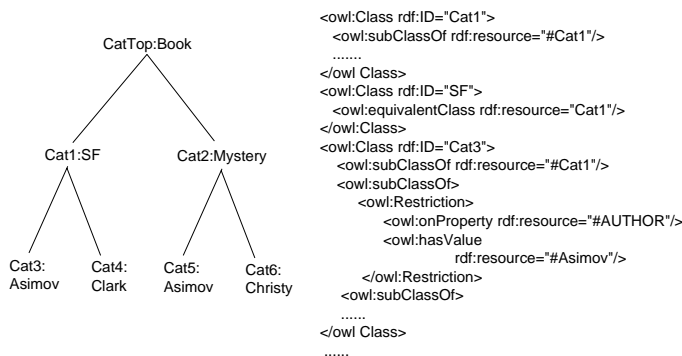 CatTop:Book
Cat1:SF
Cat2:Mystery
Cat3:
Asimov
Cat4:
Clark
Cat5:
Asimov
Cat6:
Christy
<owl:Class rdf:ID="Cat1">
<owl:subClassOf rdf:resource="#Cat1"/>
.......
</owl Class>
<owl:Class rdf:ID="SF">
<owl:equivalentClass rdf:resource="Cat1"/>
</owl:Class>
<owl:Class rdf:ID="Cat3">
<owl:subClassOf rdf:resource="#Cat1"/>
<owl:subClassOf>
<owl:Restriction>
<owl:onProperty rdf:resource="#AUTHOR"/>
<owl:hasValue
rdf:resource="#Asimov"/>
</owl:Restriction>
<owl:subClassOf>
......
</owl Class>
......